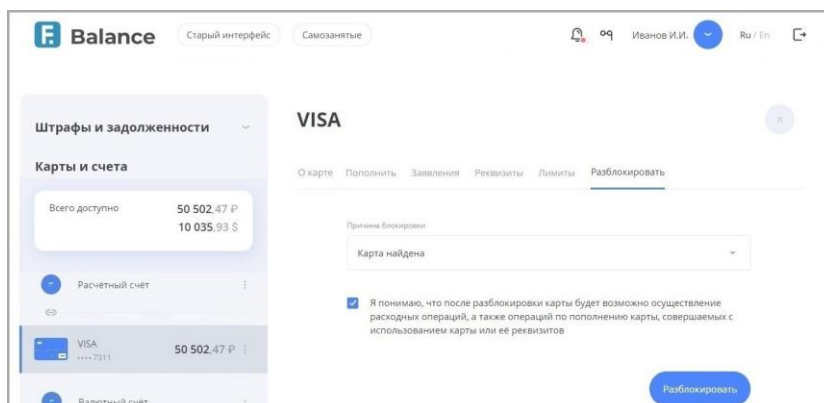 F. Balance
Старый интерфейс
Самозанятые
Иванов И.И.
Ru / En
Штрафы и задолженности
Карты и счета
Всего доступно
50 502,47 ₽
10 035,93 $
Расчетный счёт
VISA
•••• 7311
50 502,47 ₽
Валютный счёт
VISA
О карте Пополнить Заявления Реквизиты Лимиты Разблокировать
Причина блокировки
Карта найдена
Я понимаю, что после разблокировки карты будет возможно осуществление
расходных операций, а также операций по пополнению карты, совершаемых с
использованием карты или её реквизитов
Разблокировать